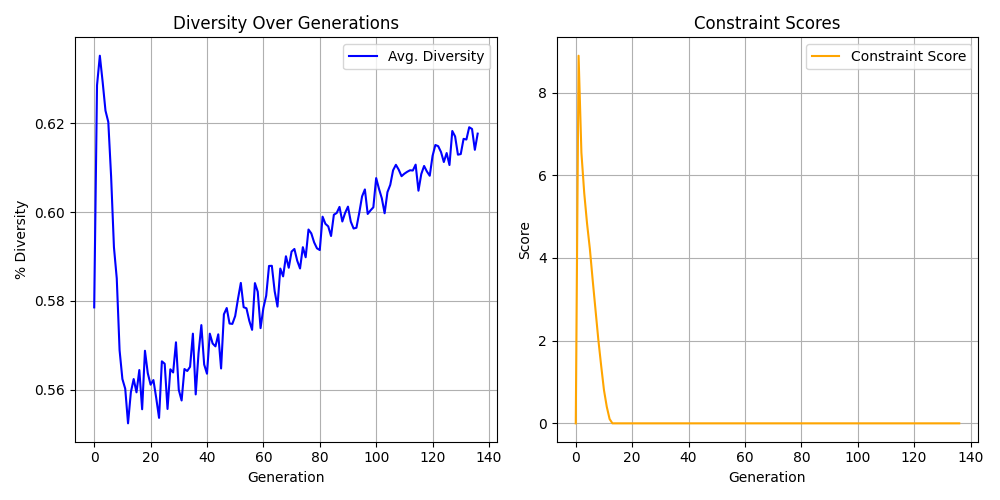 Diversity Over Generations
Avg. Diversity
% Diversity
0.62
0.60
0.58
0.56
0 20 40 60 80 100 120 140
Generation
Constraint Scores
Constraint Score
Score
8
6
4
2
0
0 20 40 60 80 100 120 140
Generation